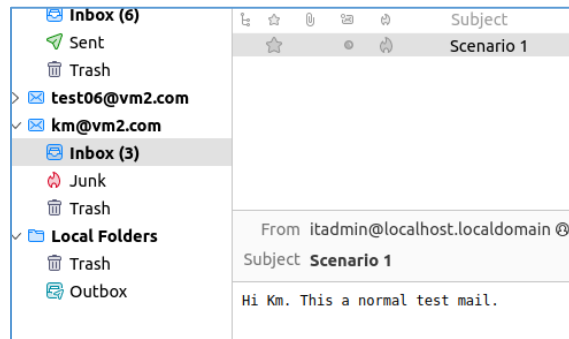 Inbox (6)
Sent
Trash
test06@vm2.com
km@vm2.com
Inbox (3)
Junk
Trash
Local Folders
Trash
Outbox
Subject
Scenario 1
From itadmin@localhost.localdomain
Subject Scenario 1
Hi Km. This a normal test mail.